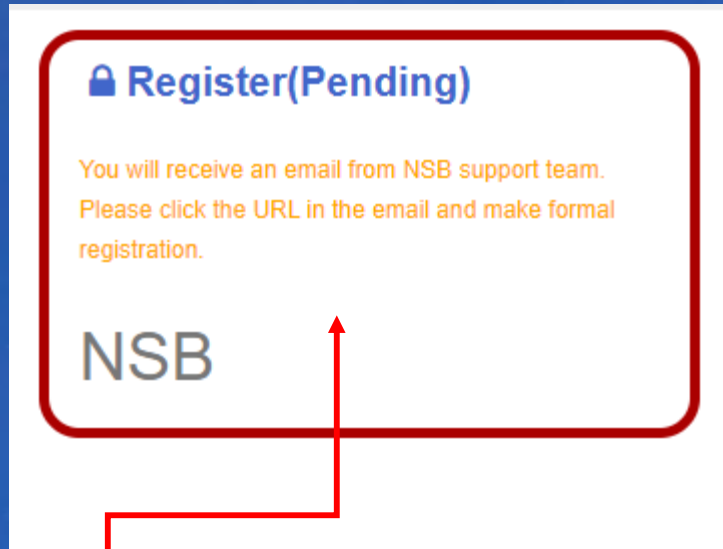 Register(Pending)
You will receive an email from NSB support team.
Please click the URL in the email and make formal
registration.
NSB